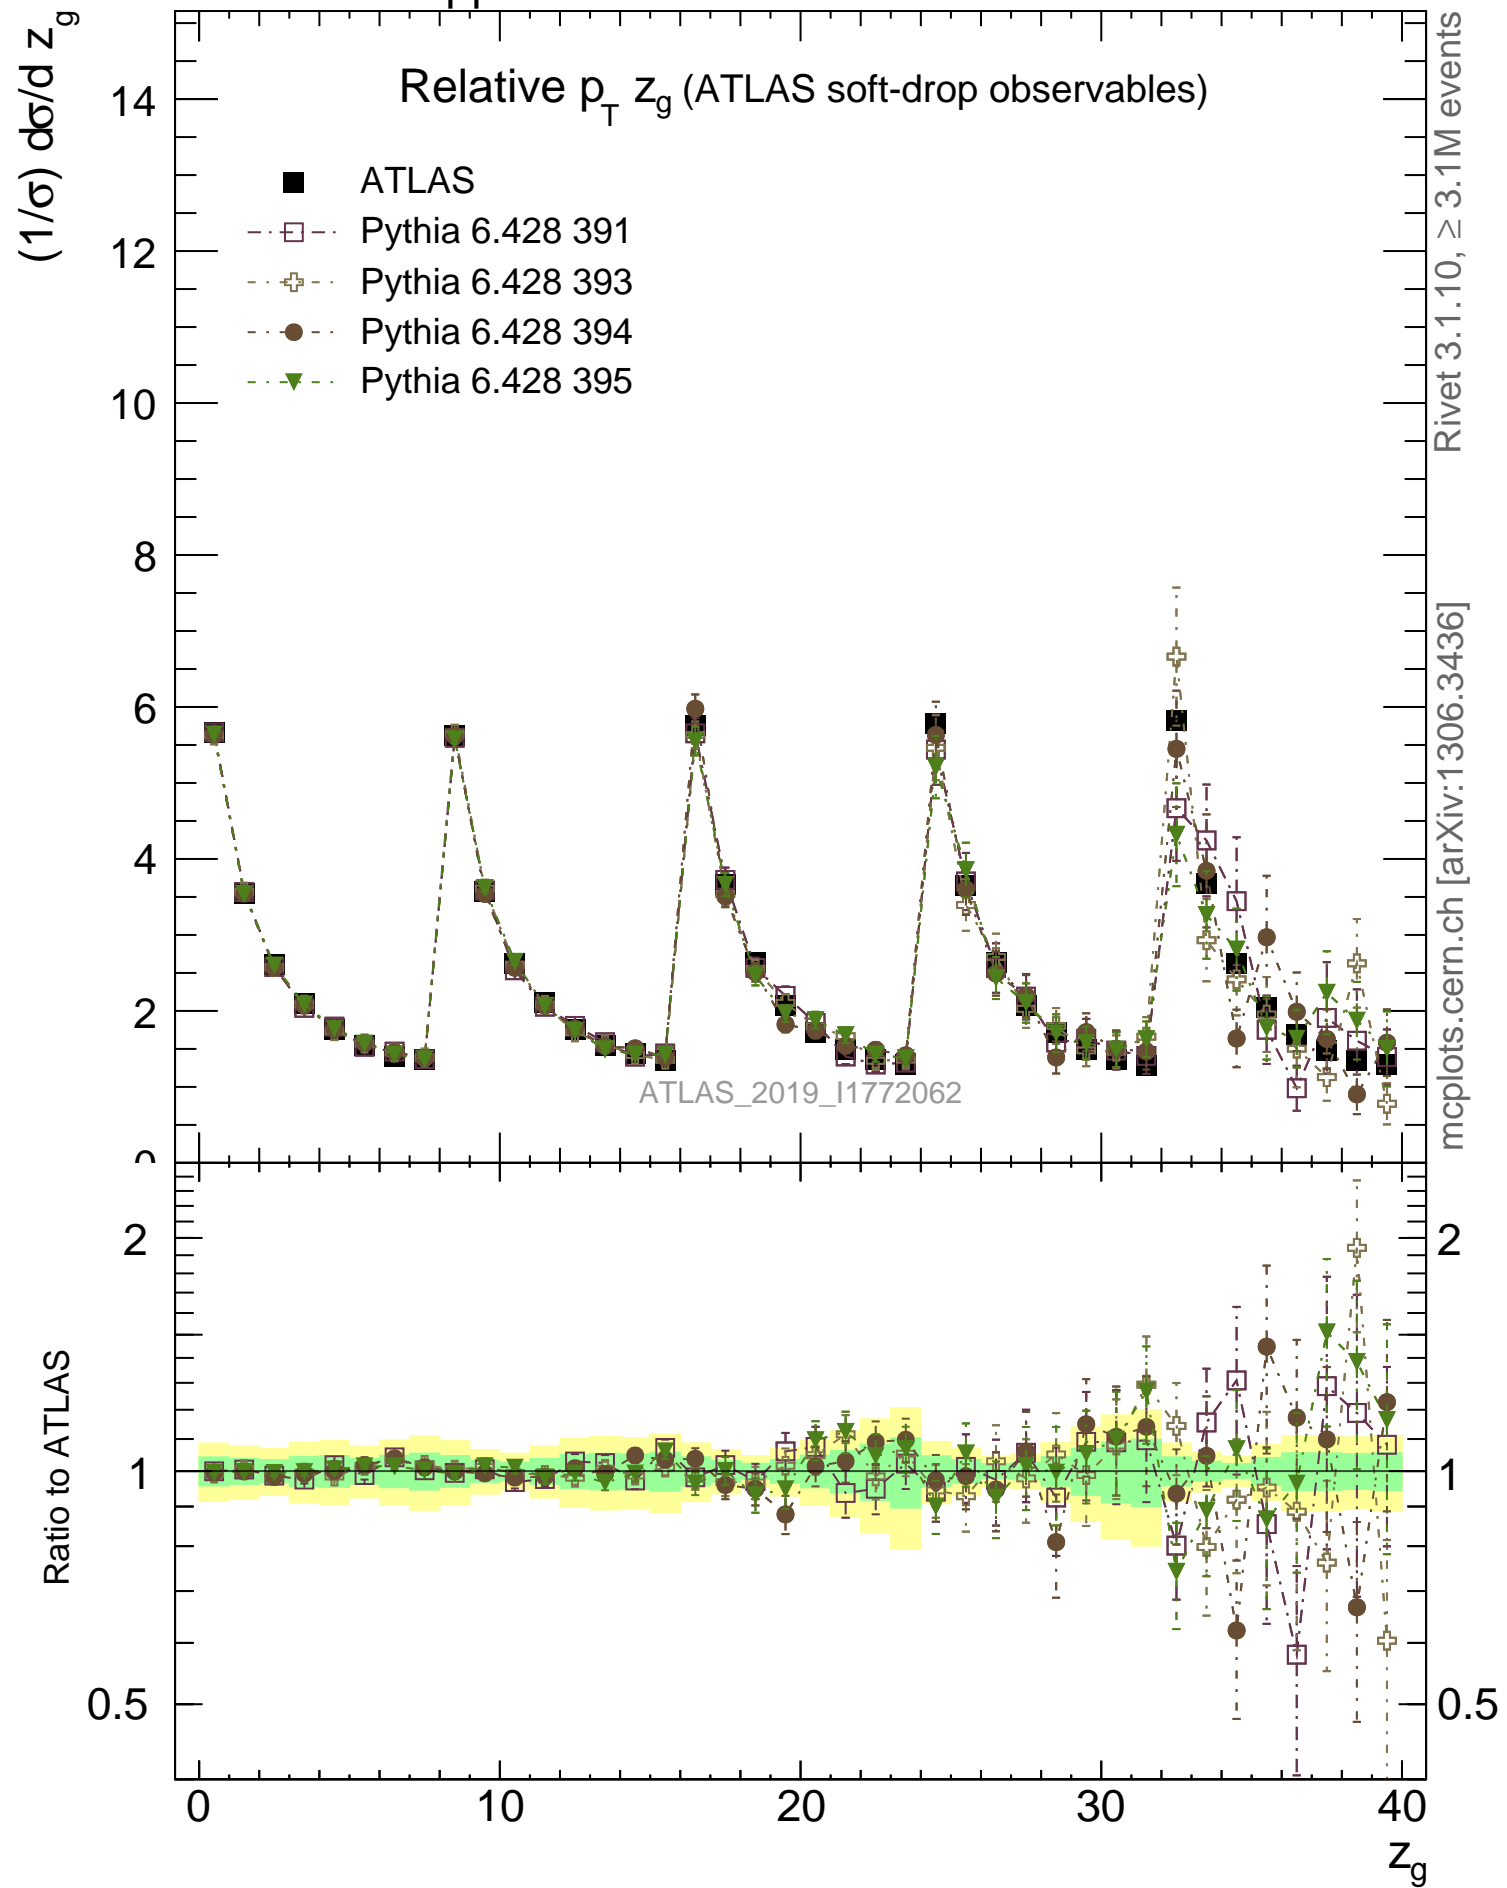 pp
(1/σ) dσ/d z_g
Relative p_T z_g (ATLAS soft-drop observables)
ATLAS
Pythia 6.428 391
Pythia 6.428 393
Pythia 6.428 394
Pythia 6.428 395
14
12
10
8
6
4
2
0
ATLAS_2019_I1772062
Rivet 3.1.10, ≥ 3.1M events
mcplots.cern.ch [arXiv:1306.3436]
Ratio to ATLAS
2
1
0.5
2
1
0.5
0
10
20
30
40
z_g